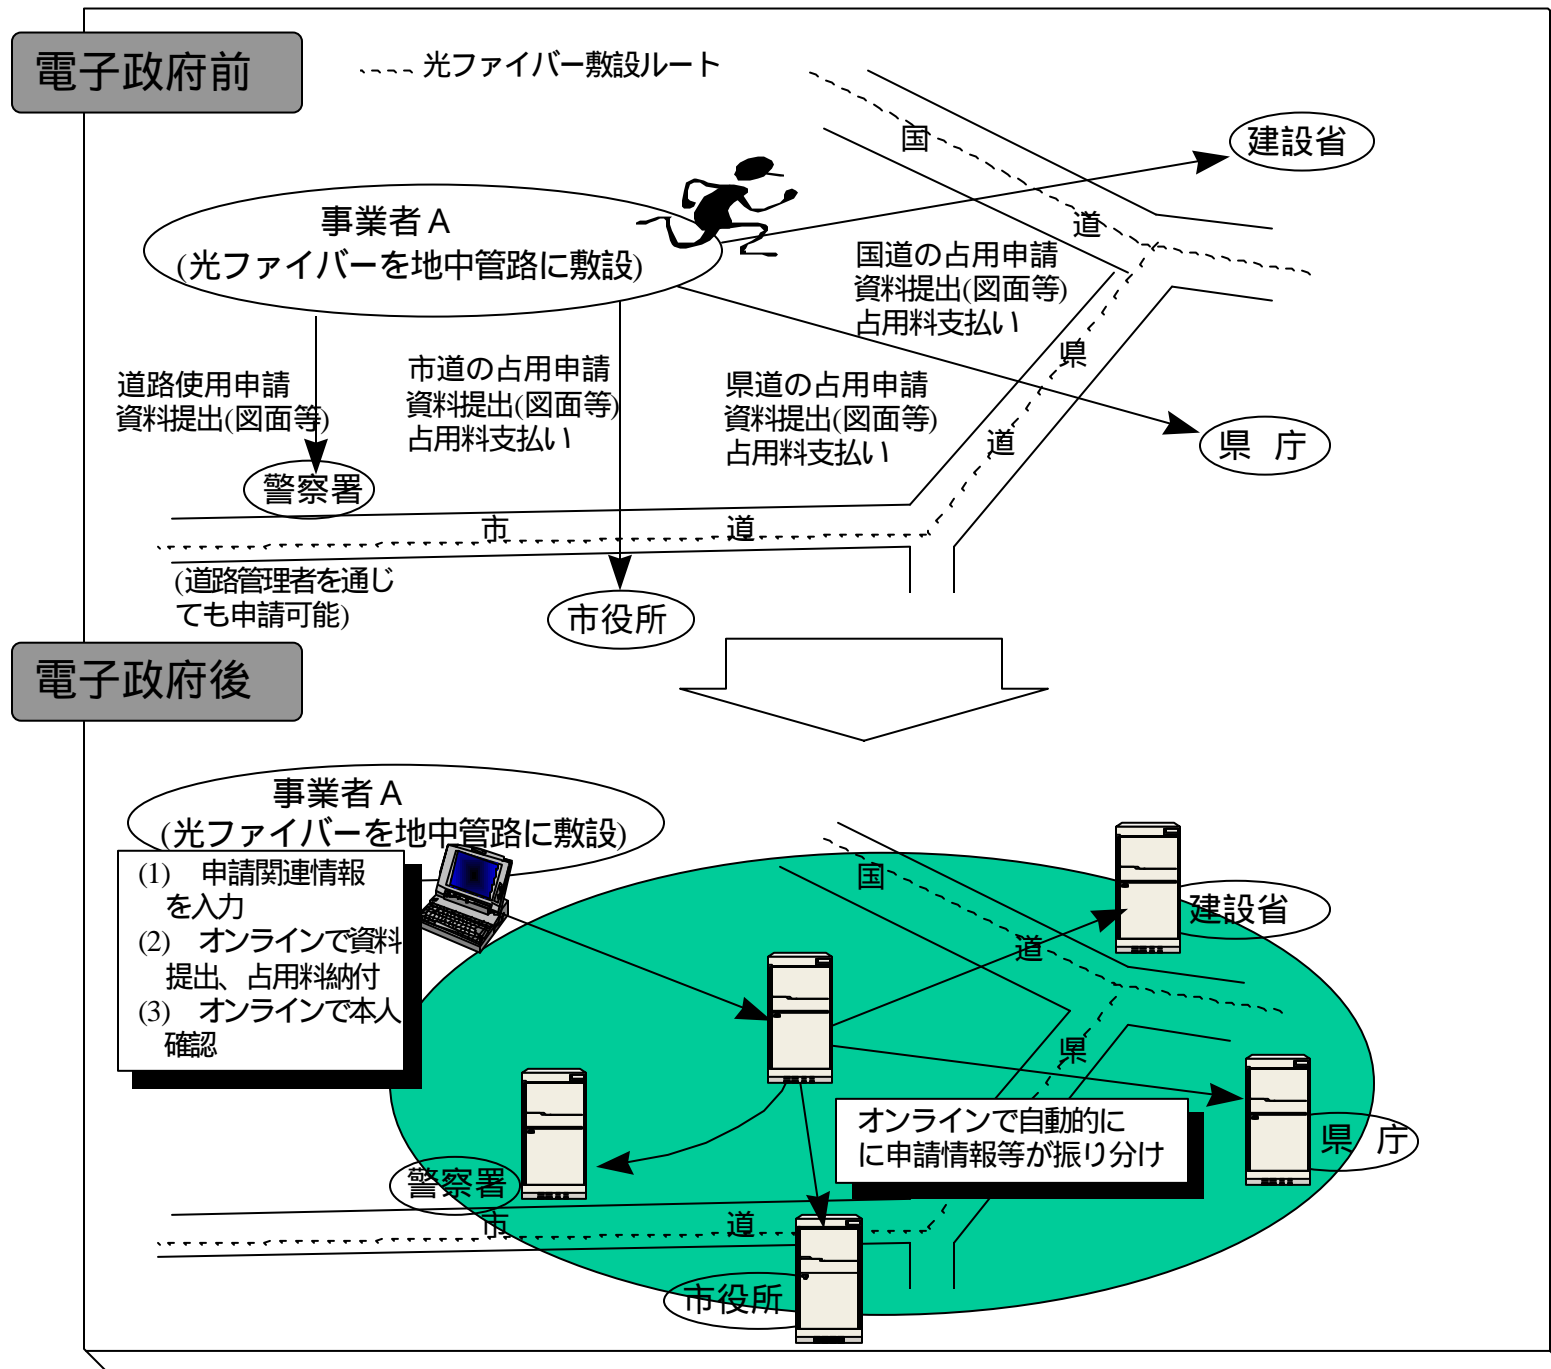 電子政府前
光ファイバー敷設ルート
国
道
建設省
事業者A
(光ファイバーを地中管路に敷設)
国道の占用申請
資料提出(図面等)
占用料支払い
県
道
道路使用申請
資料提出(図面等)
市道の占用申請
資料提出(図面等)
占用料支払い
県道の占用申請
資料提出(図面等)
占用料支払い
県 庁
警察署
市 道
(道路管理者を通じ
ても申請可能)
市役所
電子政府後
事業者A
(光ファイバーを地中管路に敷設)
(1) 申請関連情報
を入力
(2) オンラインで資料
提出、占用料納付
(3) オンラインで本人
確認
国
道
建設省
県
オンラインで自動的に
に申請情報等が振り分け
県 庁
警察署
市 道
市役所